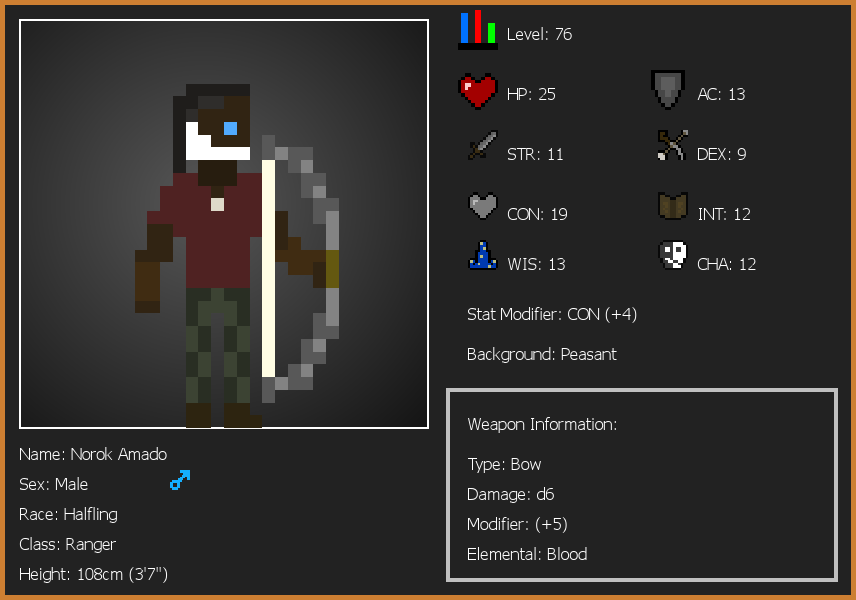 Level: 76
HP: 25
AC: 13
STR: 11
DEX: 9
CON: 19
INT: 12
WIS: 13
CHA: 12
Stat Modifier: CON (+4)
Background: Peasant
Weapon Information:
Type: Bow
Damage: d6
Modifier: (+5)
Elemental: Blood
Name: Norok Amado
Sex: Male
Race: Halfling
Class: Ranger
Height: 108cm (3'7")